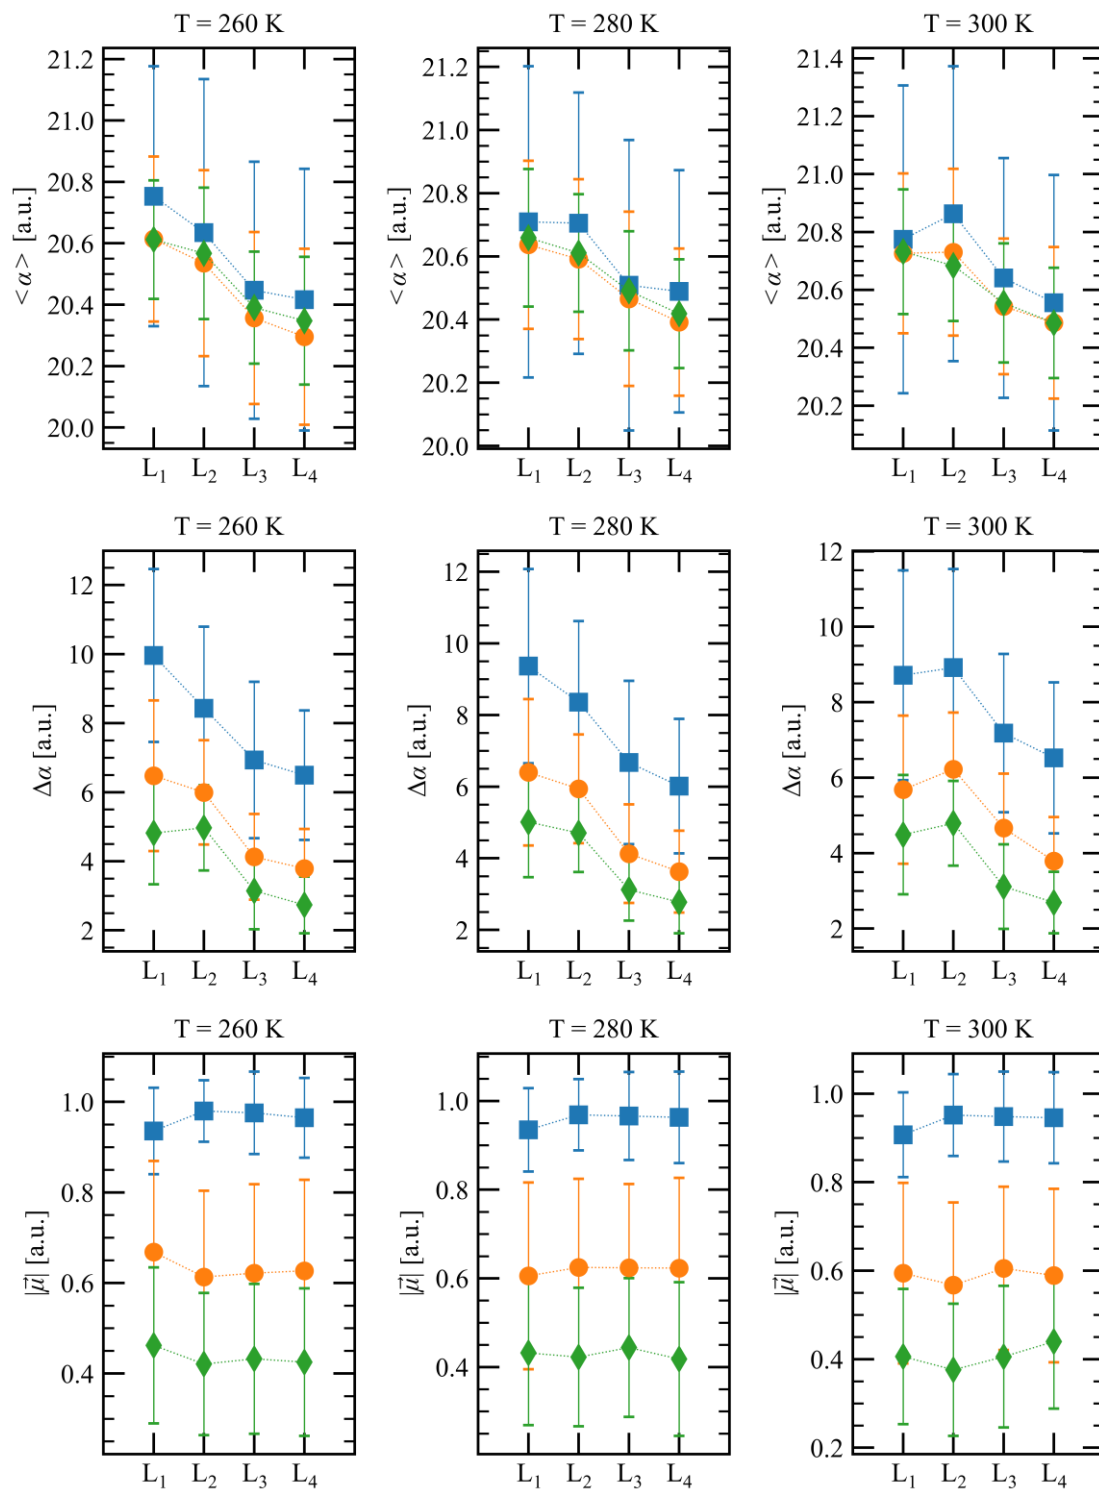 T = 260 K
T = 280 K
T = 300 K
< α > [a.u.]
21.2
21.0
20.8
20.6
20.4
20.2
20.0
L₁ L₂ L₃ L₄
< α > [a.u.]
21.2
21.0
20.8
20.6
20.4
20.2
20.0
L₁ L₂ L₃ L₄
< α > [a.u.]
21.4
21.2
21.0
20.8
20.6
20.4
20.2
L₁ L₂ L₃ L₄
T = 260 K
T = 280 K
T = 300 K
Δα [a.u.]
12
10
8
6
4
2
L₁ L₂ L₃ L₄
Δα [a.u.]
12
10
8
6
4
2
L₁ L₂ L₃ L₄
Δα [a.u.]
12
10
8
6
4
2
L₁ L₂ L₃ L₄
T = 260 K
T = 280 K
T = 300 K
|μ⃗| [a.u.]
1.0
0.8
0.6
0.4
L₁ L₂ L₃ L₄
|μ⃗| [a.u.]
1.0
0.8
0.6
0.4
L₁ L₂ L₃ L₄
|μ⃗| [a.u.]
1.0
0.8
0.6
0.4
0.2
L₁ L₂ L₃ L₄